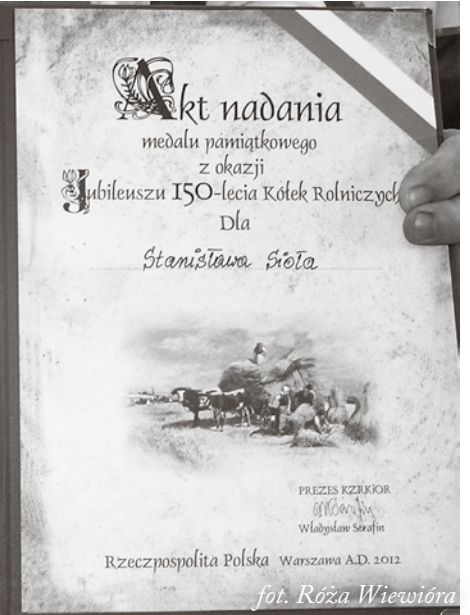 Akt nadania
medalu pamiątkowego
z okazji
Jubileuszu 150-lecia Kółek Rolniczych
Dla
Stanisława Sioła
PREZES KZRKiOR
Władysław Serafin
Rzeczpospolita Polska Warszawa A.D. 2012
fot. Róża Wiewióra